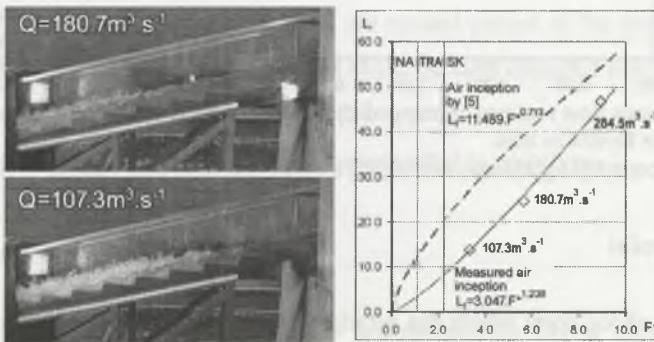 Q=180.7m³ s⁻¹
Q=107.3m³.s⁻¹
L
60.0
50.0
40.0
30.0
20.0
10.0
.0
NA TRA SK
Air inception
by [5]
Lᵢ=11.489.F*⁰·⁷¹³
284.5m³.s⁻¹
180.7m³.s⁻¹
107.3m³.s⁻¹
Measured air
inception
Lᵢ=3.047.F*¹·²³⁸
0.0 2.0 4.0 6.0 8.0 10.0 F*